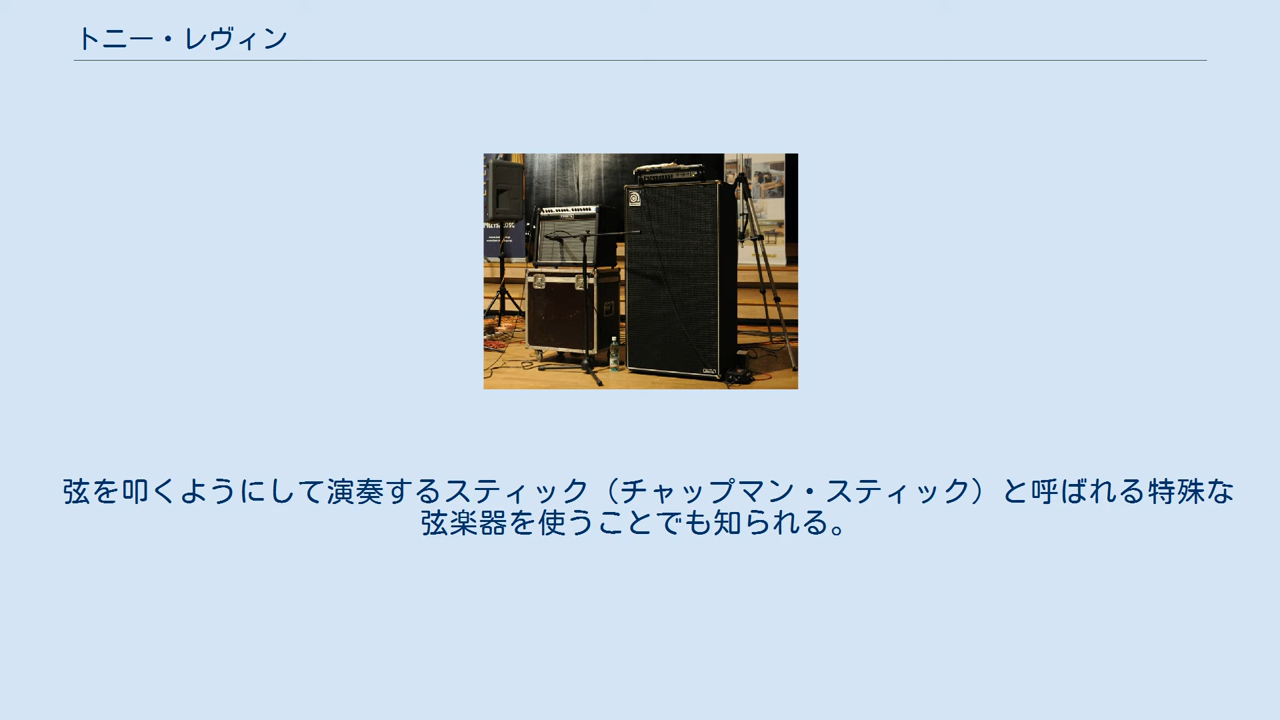 トニー・レヴィン
弦を叩くようにして演奏するスティック（チャップマン・スティック）と呼ばれる特殊な
弦楽器を使うことでも知られる。